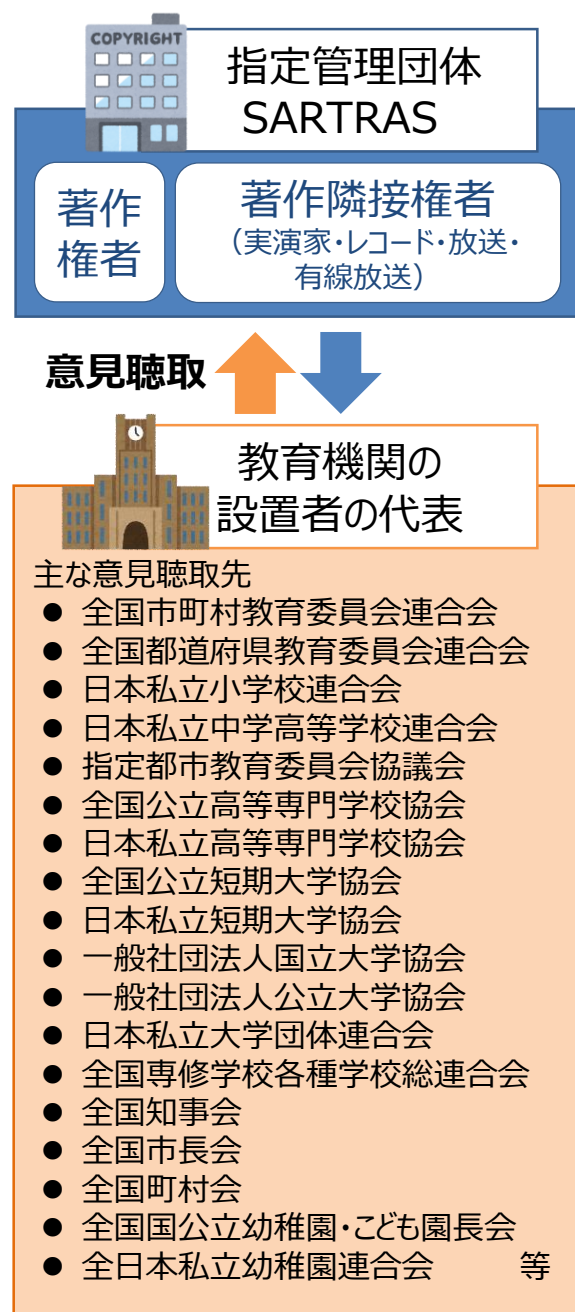 COPYRIGHT
指定管理団体
SARTRAS
著作
権者
著作隣接権者
（実演家・レコード・放送・
有線放送）
意見聴取
教育機関の
設置者の代表
主な意見聴取先
● 全国市町村教育委員会連合会
● 全国都道府県教育委員会連合会
● 日本私立小学校連合会
● 日本私立中学高等学校連合会
● 指定都市教育委員会協議会
● 全国公立高等専門学校協会
● 日本私立高等専門学校協会
● 全国公立短期大学協会
● 日本私立短期大学協会
● 一般社団法人国立大学協会
● 一般社団法人公立大学協会
● 日本私立大学団体連合会
● 全国専修学校各種学校総連合会
● 全国知事会
● 全国市長会
● 全国町村会
● 全国国公立幼稚園・こども園長会
● 全日本私立幼稚園連合会 等